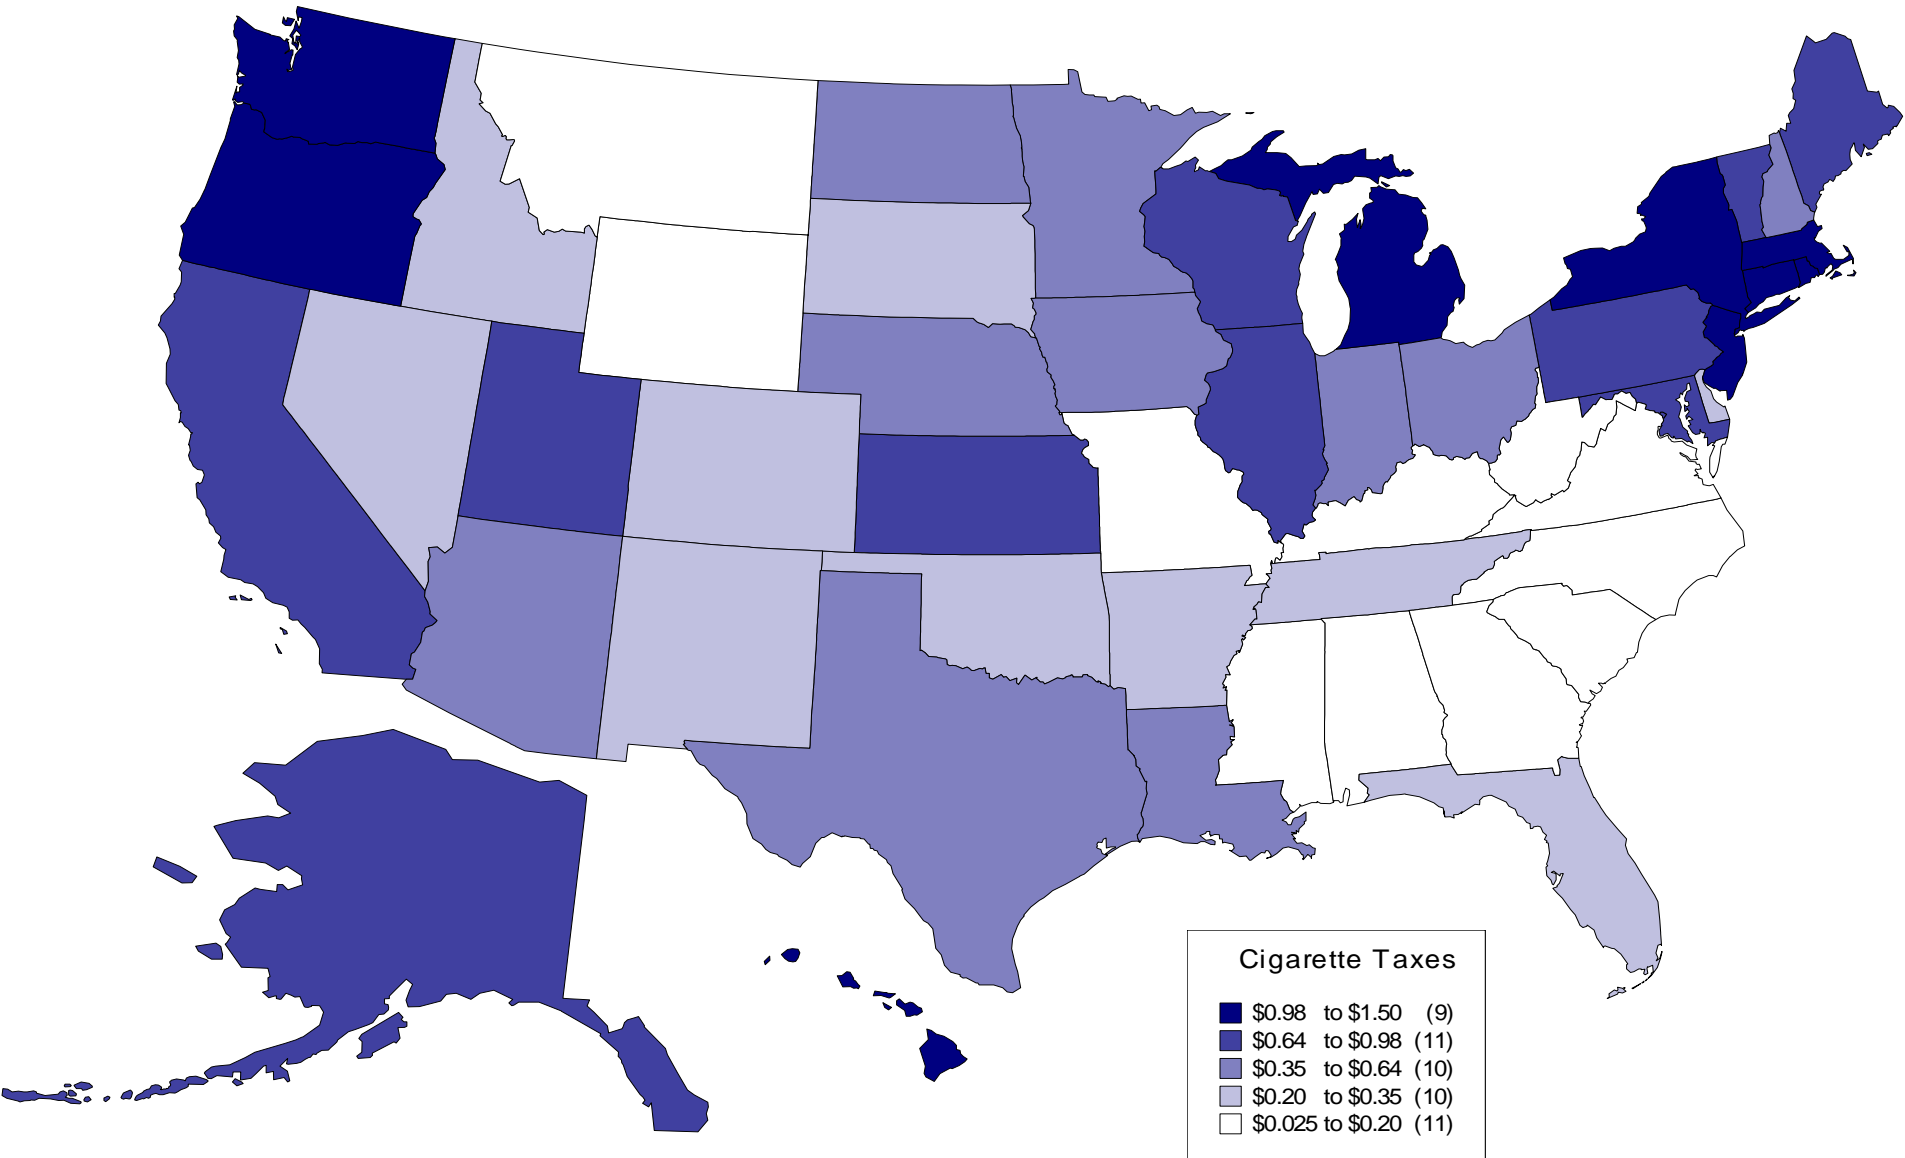 Cigarette Taxes
$0.98 to $1.50 (9)
$0.64 to $0.98 (11)
$0.35 to $0.64 (10)
$0.20 to $0.35 (10)
$0.025 to $0.20 (11)